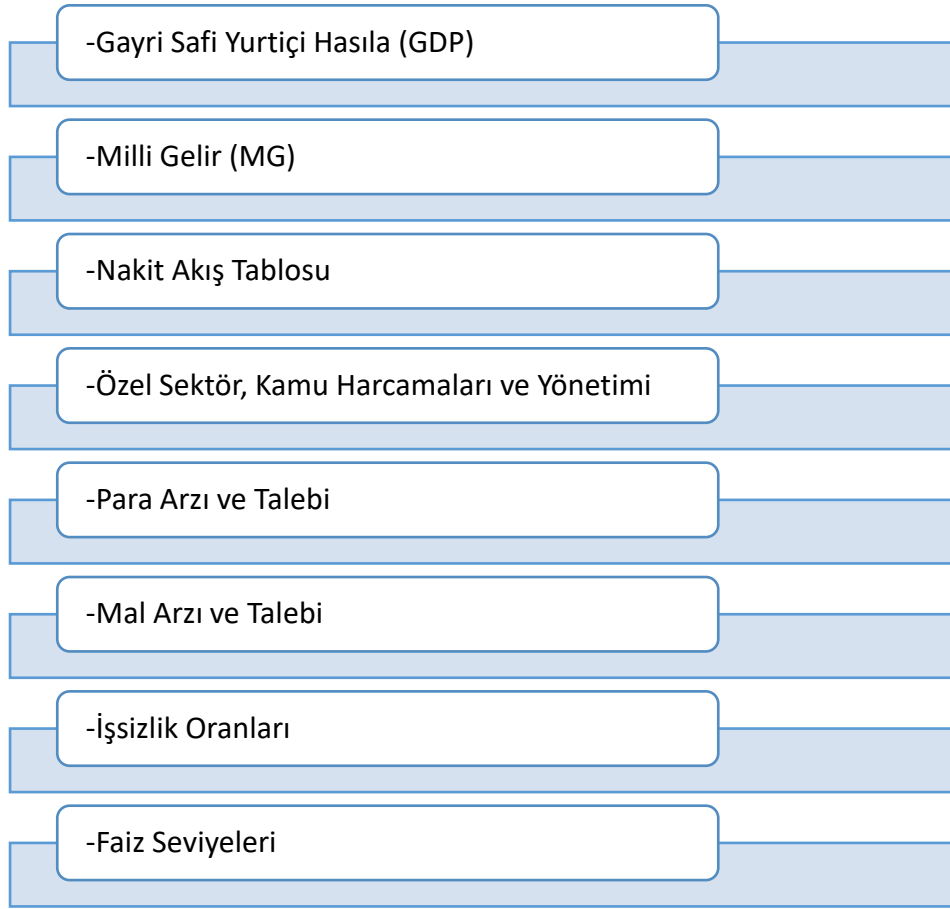 -Gayri Safi Yurtiçi Hasıla (GDP)
-Milli Gelir (MG)
-Nakit Akış Tablosu
-Özel Sektör, Kamu Harcamaları ve Yönetimi
-Para Arzı ve Talebi
-Mal Arzı ve Talebi
-İşsizlik Oranları
-Faiz Seviyeleri